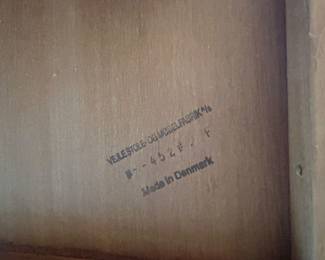 VEJLE STOLE- OG MØBELFABRIK A/S
Made in Denmark